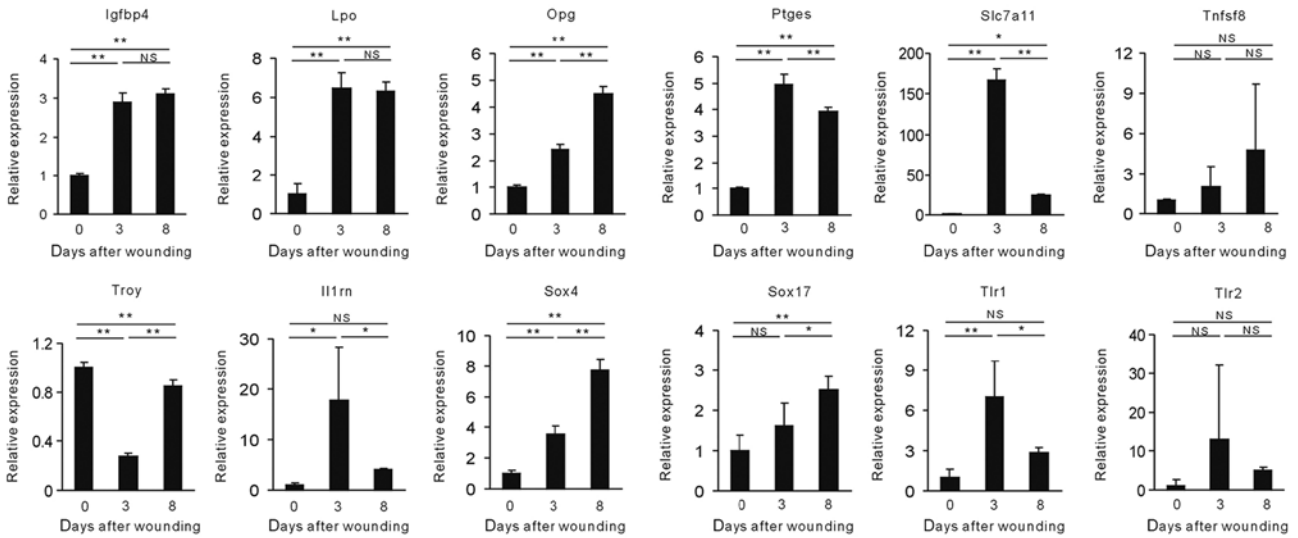 Igfbp4
Lpo
Opg
Ptges
Slc7a11
Tnfsf8
**
** NS
4
3
2
1
0
Relative expression
0 3 8
Days after wounding
**
** NS
8
6
4
2
0
Relative expression
0 3 8
Days after wounding
**
** **
6
4
2
0
Relative expression
0 3 8
Days after wounding
**
** **
6
5
4
3
2
1
0
Relative expression
0 3 8
Days after wounding
*
** **
200
150
100
50
0
Relative expression
0 3 8
Days after wounding
NS
NS NS
12
9
6
3
0
Relative expression
0 3 8
Days after wounding
Troy
Il1rn
Sox4
Sox17
Tlr1
Tlr2
**
** **
1.2
0.8
0.4
0
Relative expression
0 3 8
Days after wounding
NS
* *
30
20
10
0
Relative expression
0 3 8
Days after wounding
**
** **
10
8
6
4
2
0
Relative expression
0 3 8
Days after wounding
**
NS *
4
3
2
1
0
Relative expression
0 3 8
Days after wounding
NS
** *
12
9
6
3
0
Relative expression
0 3 8
Days after wounding
NS
NS NS
40
30
20
10
0
Relative expression
0 3 8
Days after wounding